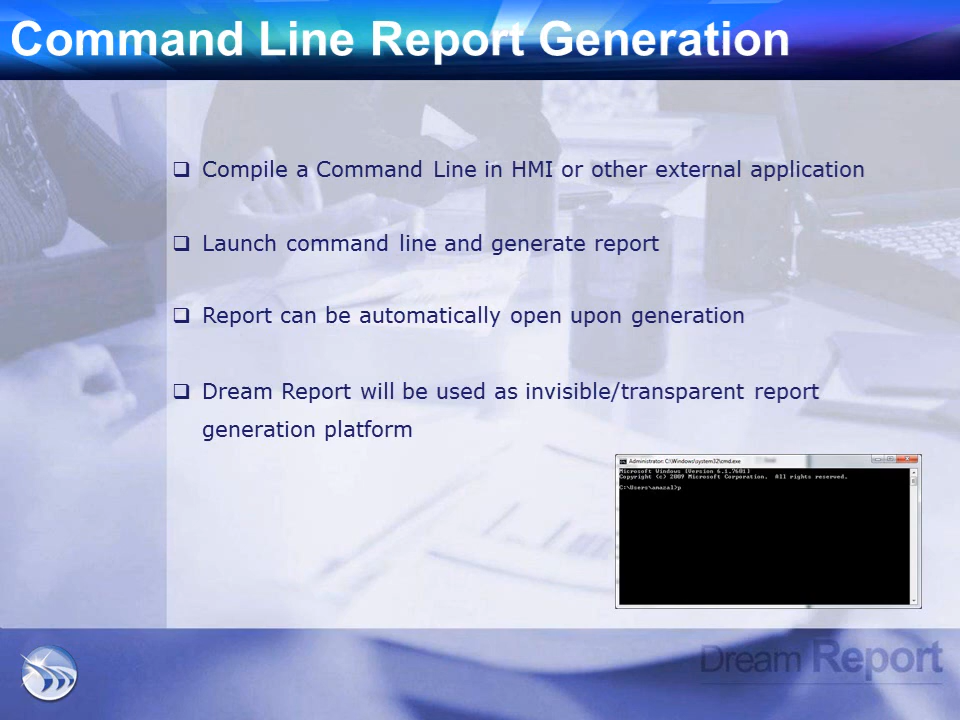 Command Line Report Generation
Compile a Command Line in HMI or other external application
Launch command line and generate report
Report can be automatically open upon generation
Dream Report will be used as invisible/transparent report
generation platform
Administrator: C:\Windows\system32\cmd.exe
Microsoft Windows [Version 6.1.7601]
Copyright (c) 2009 Microsoft Corporation. All rights reserved.
C:\Users\amazal>p
Dream Report